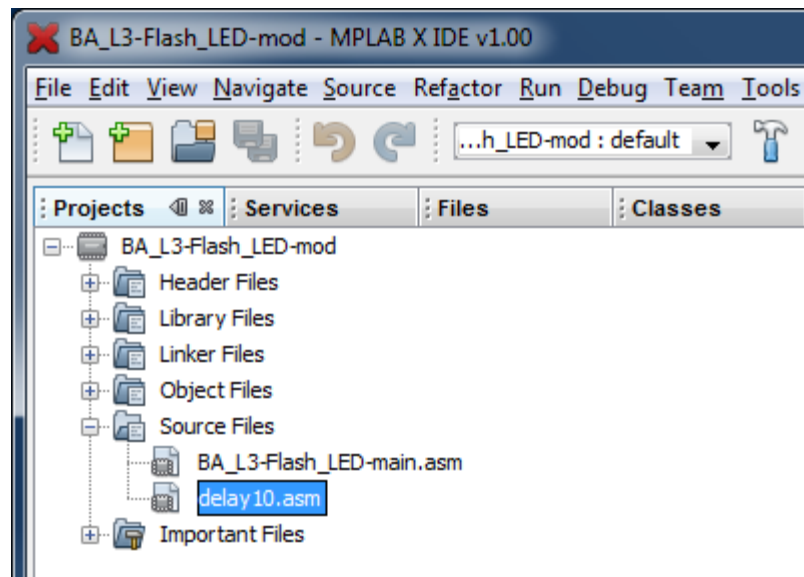 BA_L3-Flash_LED-mod - MPLAB X IDE v1.00
File Edit View Navigate Source Refactor Run Debug Team Tools
...h_LED-mod : default
Projects Services Files Classes
BA_L3-Flash_LED-mod
Header Files
Library Files
Linker Files
Object Files
Source Files
BA_L3-Flash_LED-main.asm
delay10.asm
Important Files